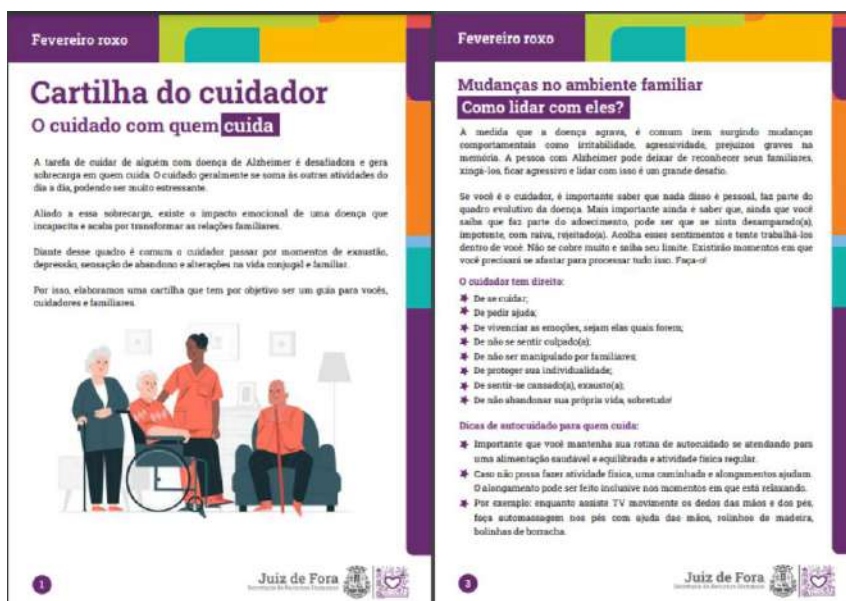 Fevereiro roxo
Cartilha do cuidador
O cuidado com quem cuida
A tarefa de cuidar de alguém com doença de Alzheimer é desafiadora e gera
sobrecarga em quem cuida. O cuidado geralmente se soma às outras atividades do
dia a dia, podendo ser muito estressante.
Aliado a essa sobrecarga, existe o impacto emocional de uma doença que
incapacita e acaba por transformar as relações familiares.
Diante desse quadro é comum o cuidador passar por momentos de exaustão,
depressão, sensação de abandono e alterações na vida conjugal e familiar.
Por isso, elaboramos uma cartilha que tem por objetivo ser um guia para vocês,
cuidadores e familiares.
1
Juiz de Fora
Secretaria de Recursos Humanos
Fevereiro roxo
Mudanças no ambiente familiar
Como lidar com eles?
À medida que a doença agrava, é comum irem surgindo mudanças
comportamentais como irritabilidade, agressividade, prejuízos graves na
memória. A pessoa com Alzheimer pode deixar de reconhecer seus familiares,
xingá-los, ficar agressivo e lidar com isso é um grande desafio.
Se você é o cuidador, é importante saber que nada disso é pessoal, faz parte do
quadro evolutivo da doença. Mais importante ainda é saber que, ainda que você
saiba que faz parte do adoecimento, pode ser que se sinta desamparado(a),
impotente, com raiva, rejeitado(a). Acolha esses sentimentos e tente trabalhá-los
dentro de você. Não se cobre muito e saiba seu limite. Existirão momentos em que
você precisará se afastar para processar tudo isso. Faça-o!
O cuidador tem direito:
De se cuidar;
De pedir ajuda;
De vivenciar as emoções, sejam elas quais forem;
De não se sentir culpado(a);
De não ser manipulado por familiares;
De proteger sua individualidade;
De sentir-se cansado(a), exausto(a);
De não abandonar sua própria vida, sobretudo!
Dicas de autocuidado para quem cuida:
Importante que você mantenha sua rotina de autocuidado se atendando para
uma alimentação saudável e equilibrada e atividade física regular.
Caso não possa fazer atividade física, uma caminhada e alongamentos ajudam.
O alongamento pode ser feito inclusive nos momentos em que está relaxando.
Por exemplo: enquanto assiste TV movimente os dedos das mãos e dos pés,
faça automassagem nos pés com ajuda das mãos, rolinhos de madeira,
bolinhas de borracha.
3
Juiz de Fora
Secretaria de Recursos Humanos